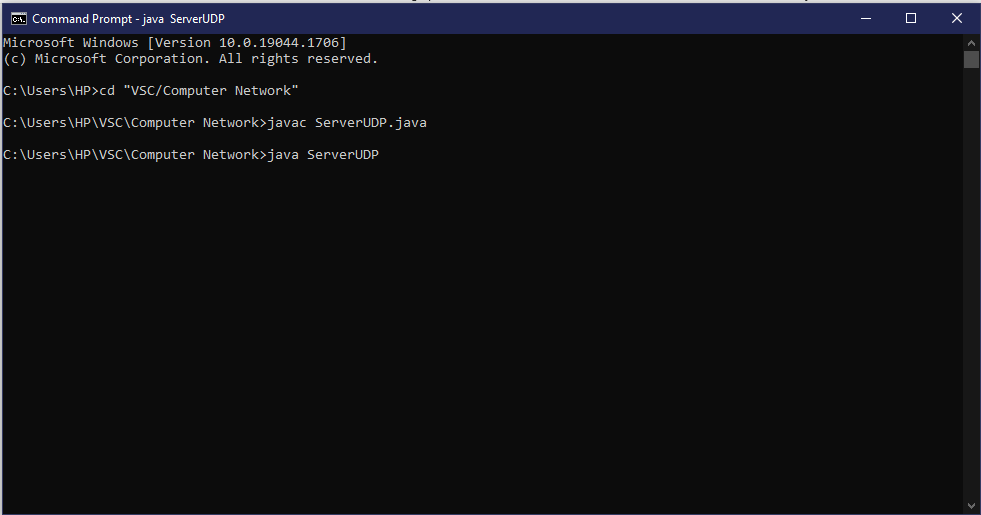 Command Prompt - java  ServerUDP
Microsoft Windows [Version 10.0.19044.1706]
(c) Microsoft Corporation. All rights reserved.
C:\Users\HP>cd "VSC/Computer Network"
C:\Users\HP\VSC\Computer Network>javac ServerUDP.java
C:\Users\HP\VSC\Computer Network>java ServerUDP